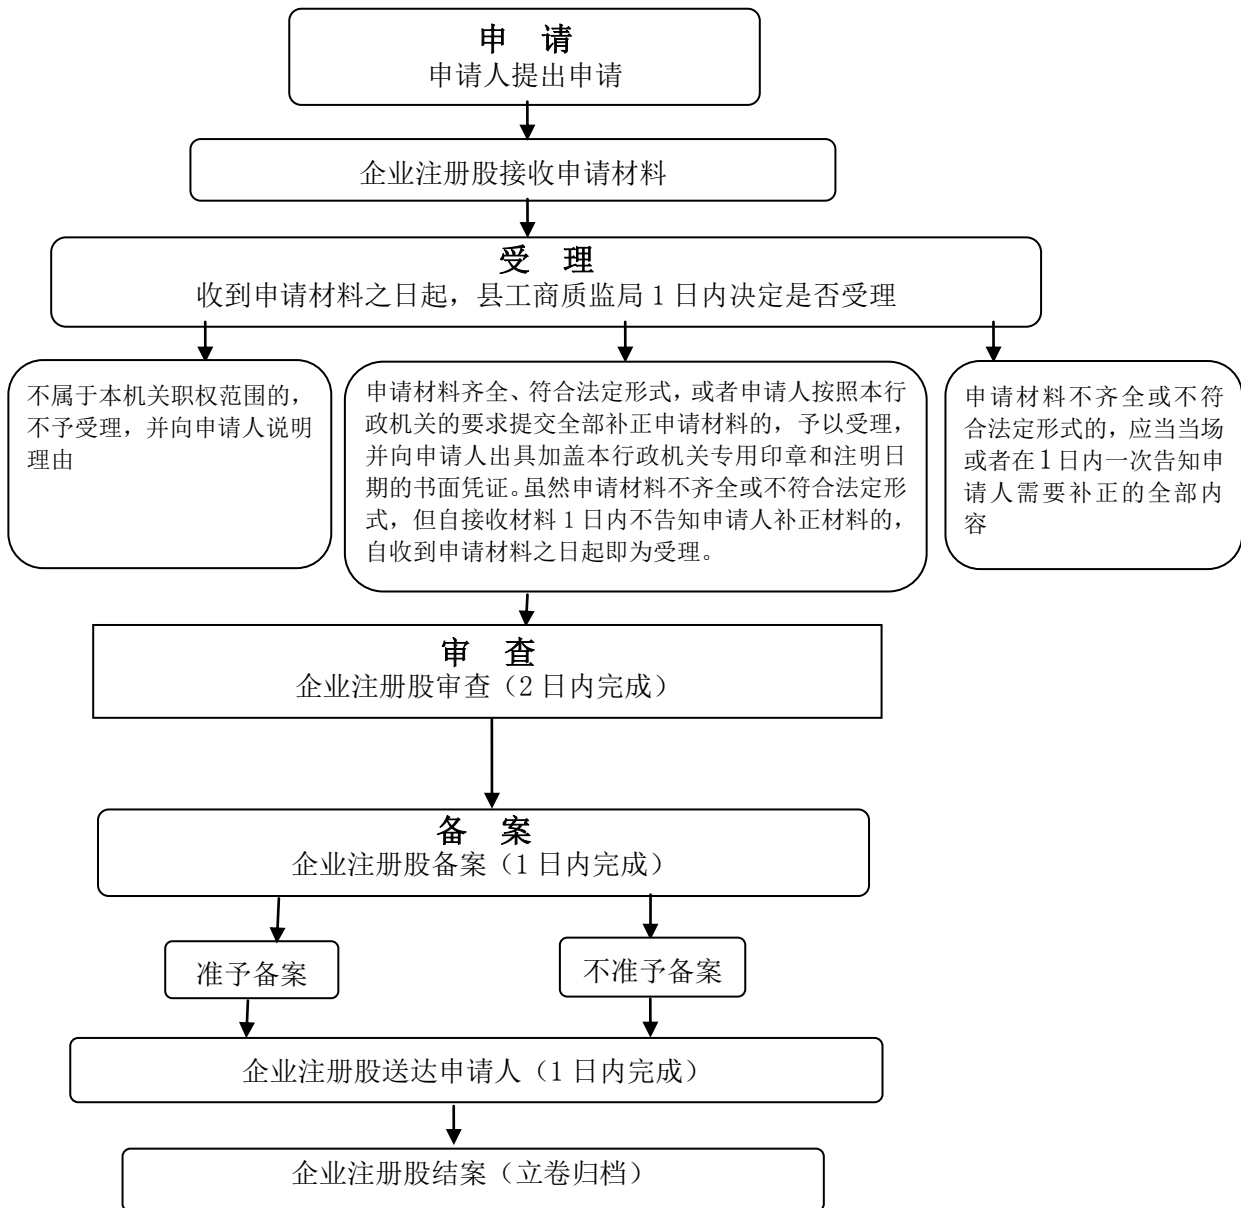 申 请
申请人提出申请
企业注册股接收申请材料
受 理
收到申请材料之日起，县工商质监局 1 日内决定是否受理
不属于本机关职权范围的，
不予受理，并向申请人说明
理由
申请材料齐全、符合法定形式，或者申请人按照本行
政机关的要求提交全部补正申请材料的，予以受理，
并向申请人出具加盖本行政机关专用印章和注明日
期的书面凭证。虽然申请材料不齐全或不符合法定形
式，但自接收材料 1 日内不告知申请人补正材料的，
自收到申请材料之日起即为受理。
申请材料不齐全或不符
合法定形式的，应当当场
或者在 1 日内一次告知申
请人需要补正的全部内
容
审 查
企业注册股审查（2 日内完成）
备 案
企业注册股备案（1 日内完成）
准予备案
不准予备案
企业注册股送达申请人（1 日内完成）
企业注册股结案（立卷归档）